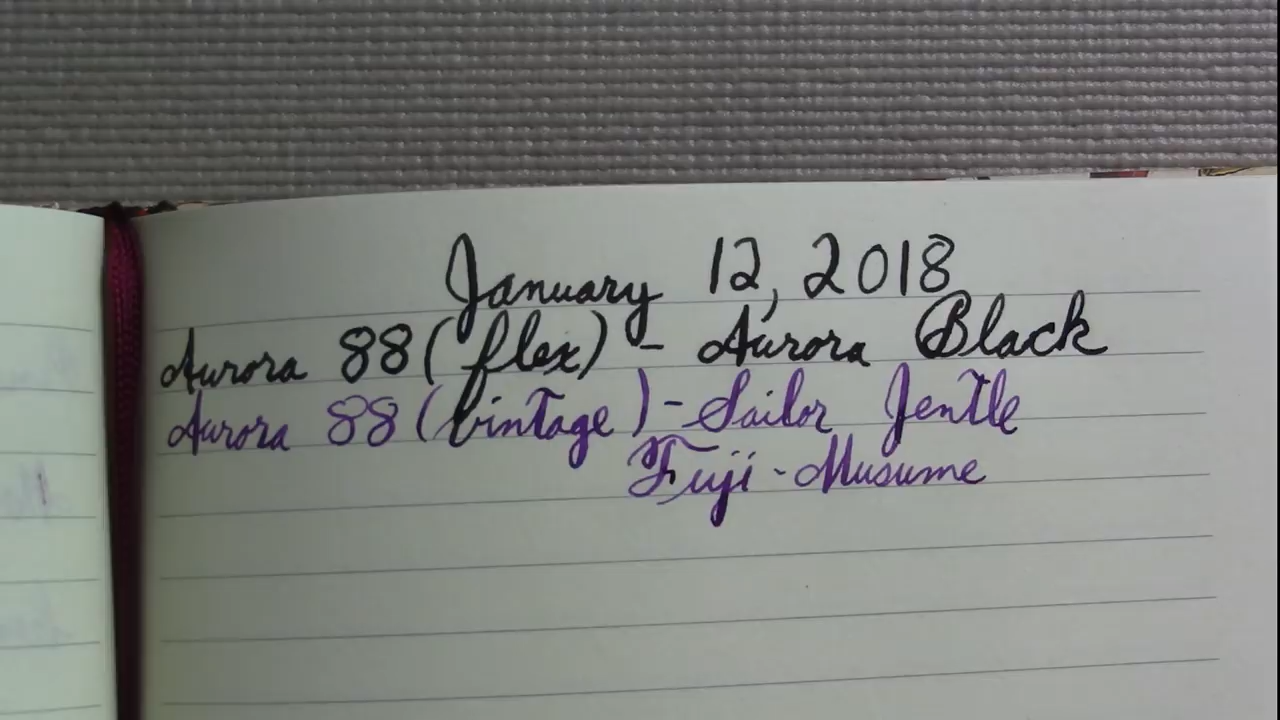 January 12, 2018
Aurora 88 (flex) - Aurora Black
Aurora 88 (vintage) - Sailor Jentle
Fuji - Musume